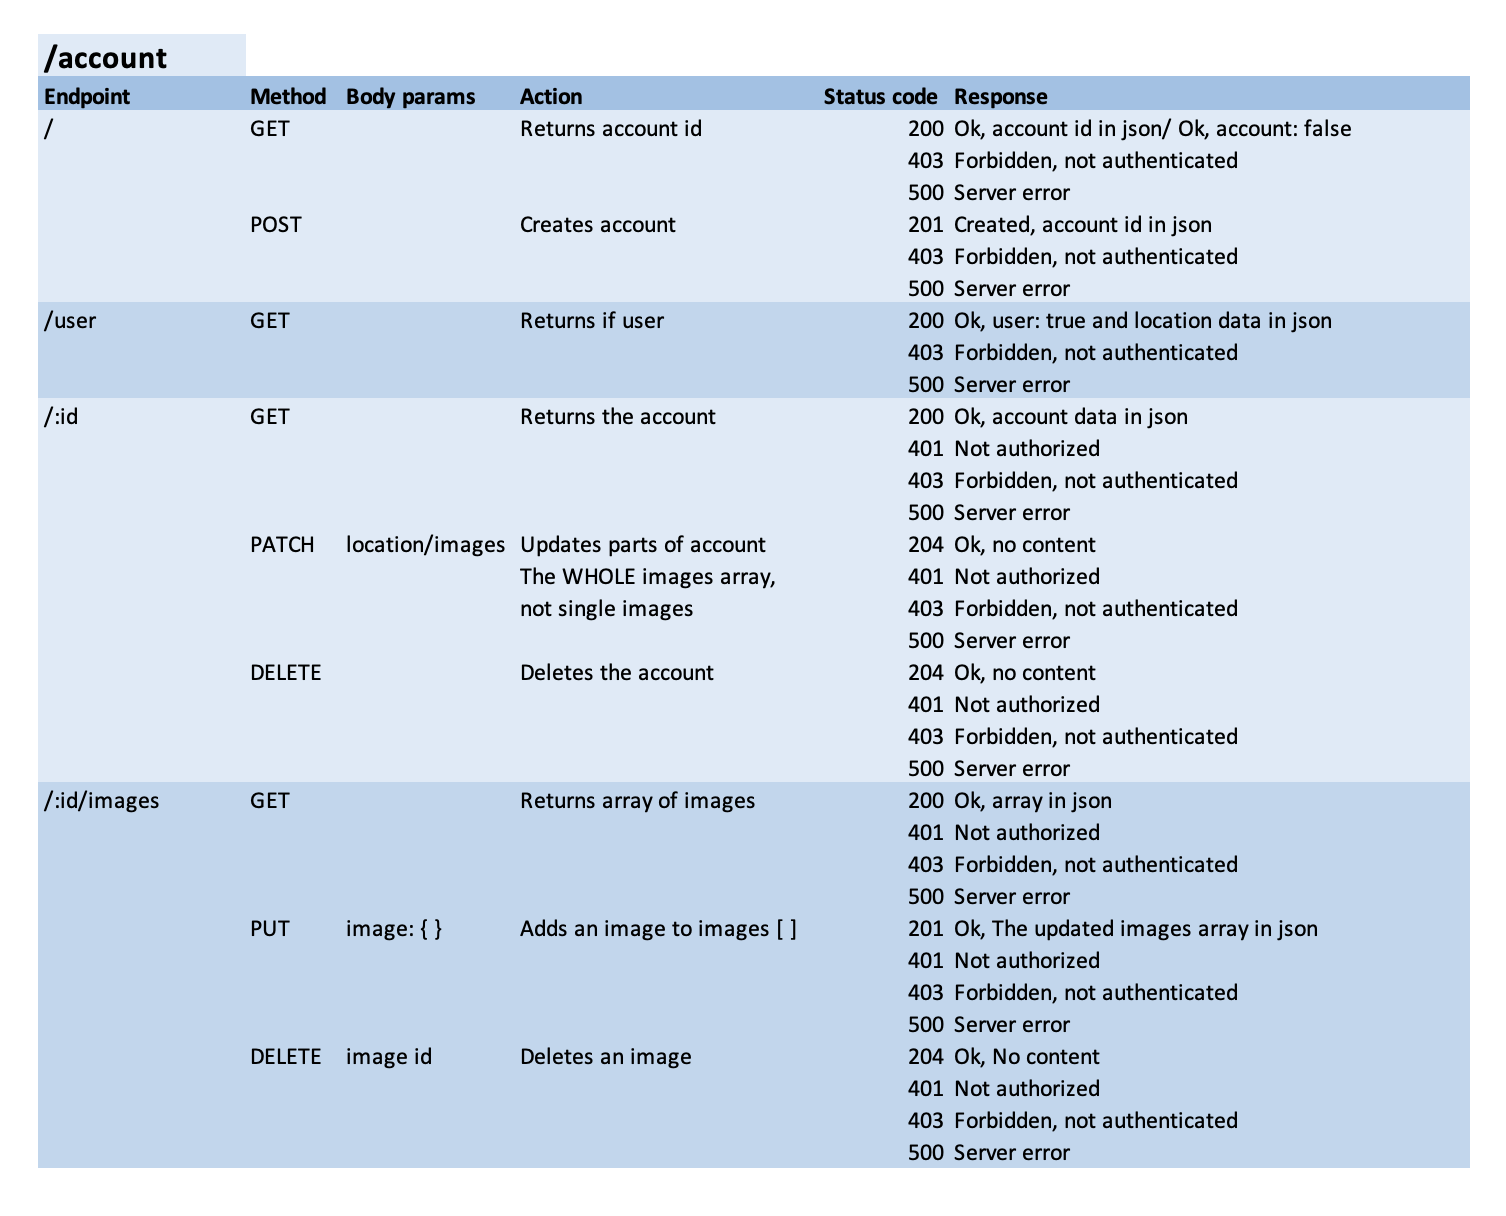 /account
Endpoint Method Body params Action Status code Response
/ GET Returns account id 200 Ok, account id in json/ Ok, account: false
403 Forbidden, not authenticated
500 Server error
POST Creates account 201 Created, account id in json
403 Forbidden, not authenticated
500 Server error
/user GET Returns if user 200 Ok, user: true and location data in json
403 Forbidden, not authenticated
500 Server error
/:id GET Returns the account 200 Ok, account data in json
401 Not authorized
403 Forbidden, not authenticated
500 Server error
PATCH location/images Updates parts of account 204 Ok, no content
The WHOLE images array, 401 Not authorized
not single images 403 Forbidden, not authenticated
500 Server error
DELETE Deletes the account 204 Ok, no content
401 Not authorized
403 Forbidden, not authenticated
500 Server error
/:id/images GET Returns array of images 200 Ok, array in json
401 Not authorized
403 Forbidden, not authenticated
500 Server error
PUT image: { } Adds an image to images [ ] 201 Ok, The updated images array in json
401 Not authorized
403 Forbidden, not authenticated
500 Server error
DELETE image id Deletes an image 204 Ok, No content
401 Not authorized
403 Forbidden, not authenticated
500 Server error